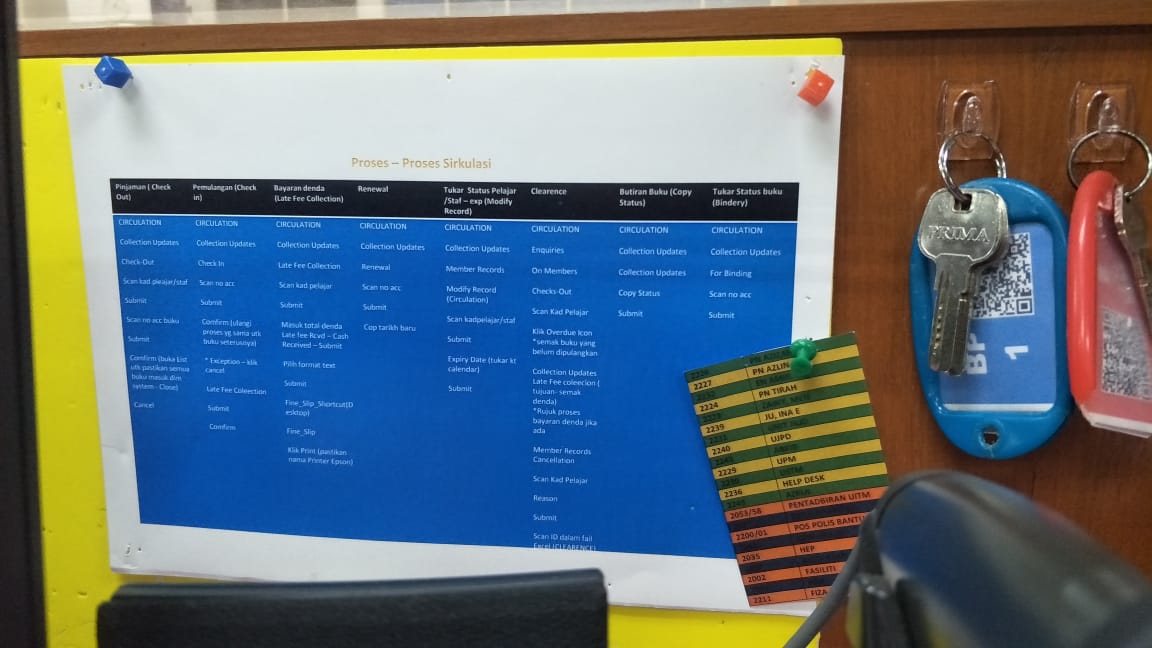 Proses – Proses Sirkulasi
Pinjaman ( Check
Out)
CIRCULATION
Collection Updates
Check-Out
Scan kad pleajar/staf
Submit
Scan no acc buku
Submit
Comfirm (buka List
utk pastikan semua
buku masuk dlm
system - Close)
Cancel
Pemulangan (Check
in)
CIRCULATION
Collection Updates
Check In
Scan no acc
Submit
Comfirm (ulangi
proses yg sama utk
buku seterusnya)
* Exception – klik
cancel
Late Fee Coleection
Submit
Comfirm
Bayaran denda
(Late Fee Collection)
CIRCULATION
Collection Updates
Late Fee Collection
Scan kad pelajar
Submit
Masuk total denda
Late fee Rcvd – Cash
Received – Submit
Pilih format text
Submit
Fine_Slip_Shortcut(D
esktop)
Fine_Slip
Klik Print (pastikan
nama Printer Epson)
Renewal
CIRCULATION
Collection Updates
Renewal
Scan no acc
Submit
Cop tarikh baru
Tukar Status Pelajar
/Staf – exp (Modify
Record)
CIRCULATION
Collection Updates
Member Records
Modify Record
(Circulation)
Scan kadpelajar/staf
Submit
Expiry Date (tukar kt
calendar)
Submit
Clearence
CIRCULATION
Enquiries
On Members
Checks-Out
Scan Kad Pelajar
Klik Overdue Icon
*semak buku yang
belum dipulangkan
Collection Updates
Late Fee coleecion (
tujuan- semak
denda)
*Rujuk proses
bayaran denda jika
ada
Member Records
Cancellation
Scan Kad Pelajar
Reason
Submit
Scan ID dalam fail
Excel (CLEARENCE)
Butiran Buku (Copy
Status)
CIRCULATION
Collection Updates
Collection Updates
Copy Status
Submit
Tukar Status buku
(Bindery)
CIRCULATION
Collection Updates
For Binding
Scan no acc
Submit
2227 PN AZLIN
2224 PN TIRAH
2239 JU, INA E
2240 UJPD
2229 UPM
2236 HELP DESK
2053/58 PENTADBIRAN UITM
2200/01 POS POLIS BANTU
2035 HEP
2002 FASILITI
2211 FIZA
PRIMA
BP
1